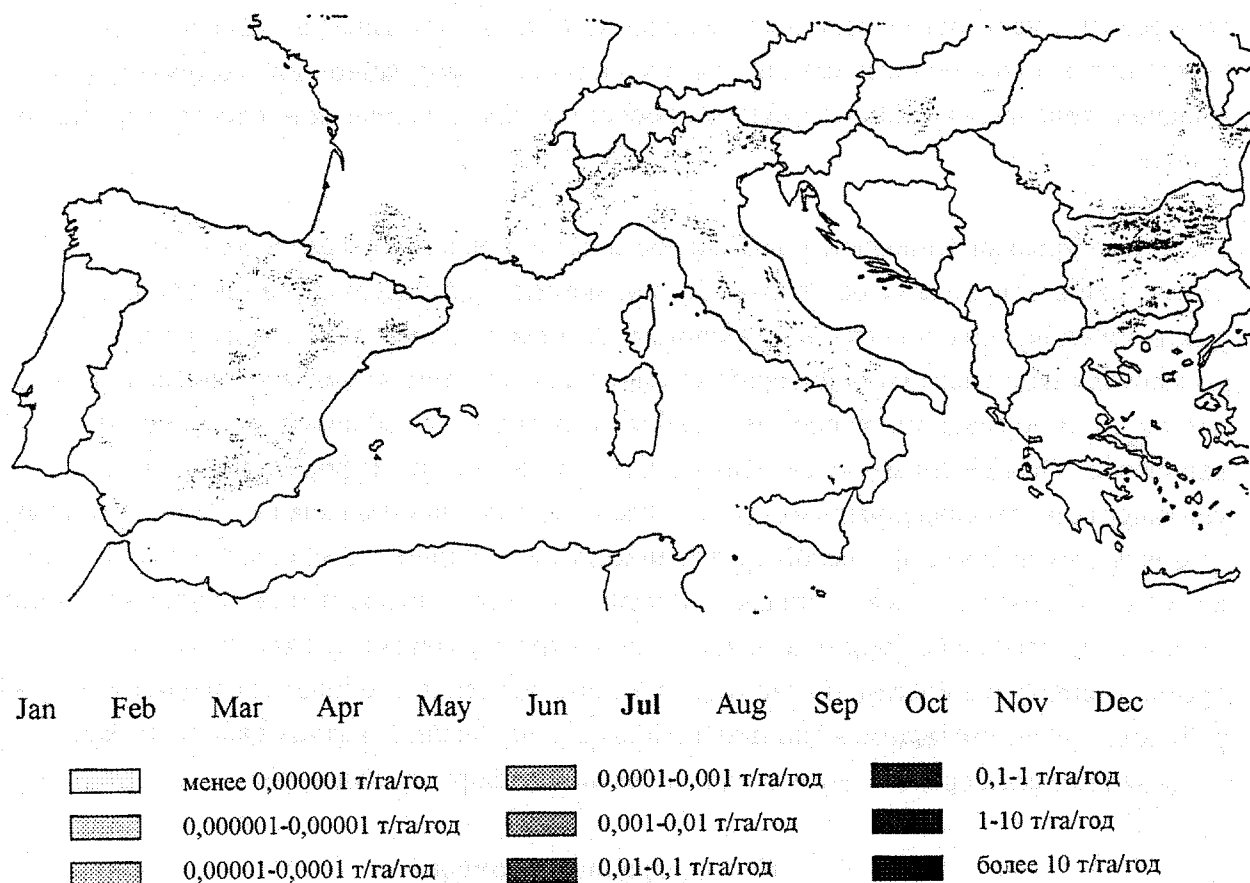 Jan Feb Mar Apr May Jun Jul Aug Sep Oct Nov Dec
менее 0,000001 т/га/год 0,0001-0,001 т/га/год 0,1-1 т/га/год
0,000001-0,00001 т/га/год 0,001-0,01 т/га/год 1-10 т/га/год
0,00001-0,0001 т/га/год 0,01-0,1 т/га/год более 10 т/га/год